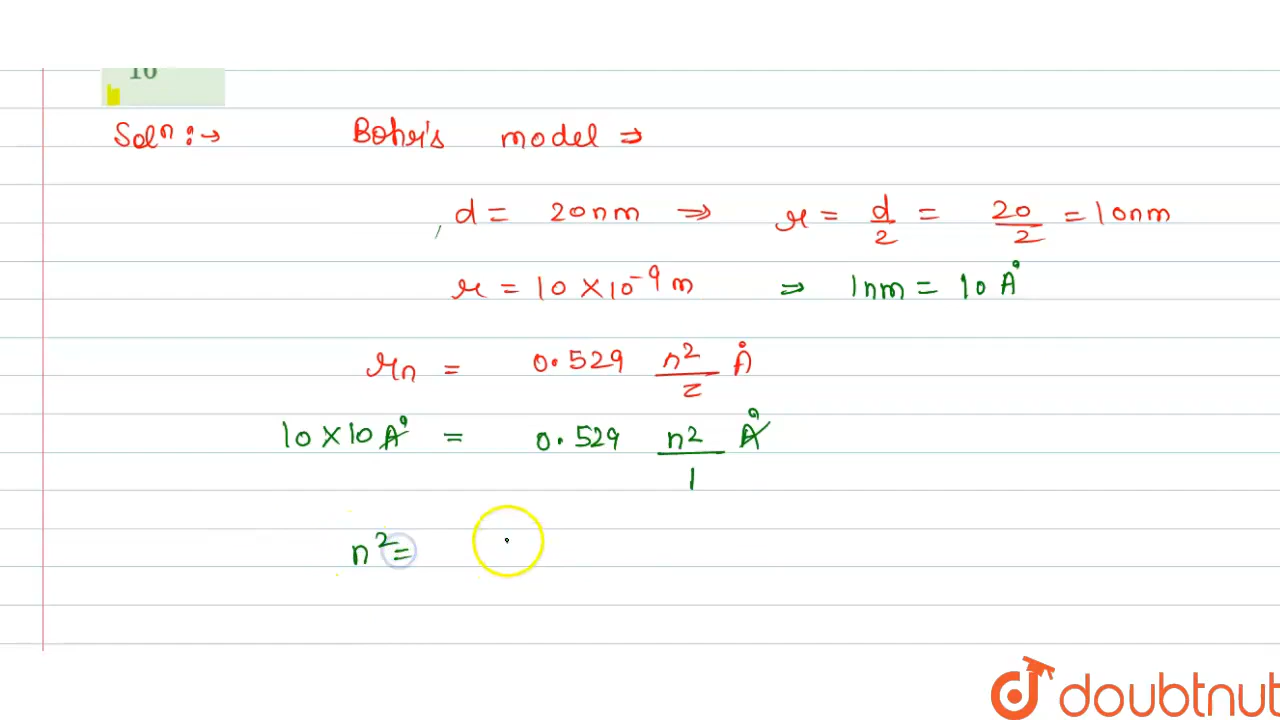 16
Solⁿ :→ Bohr's model ⇒
d = 20nm ⇒ r = d/2 = 20/2 = 10nm
r = 10 × 10⁻⁹ m ⇒ 1nm = 10 Å
rn = 0.529 n²/z Å
10 × 10 Å = 0.529 n²/1 Å
n² =
doubtnut